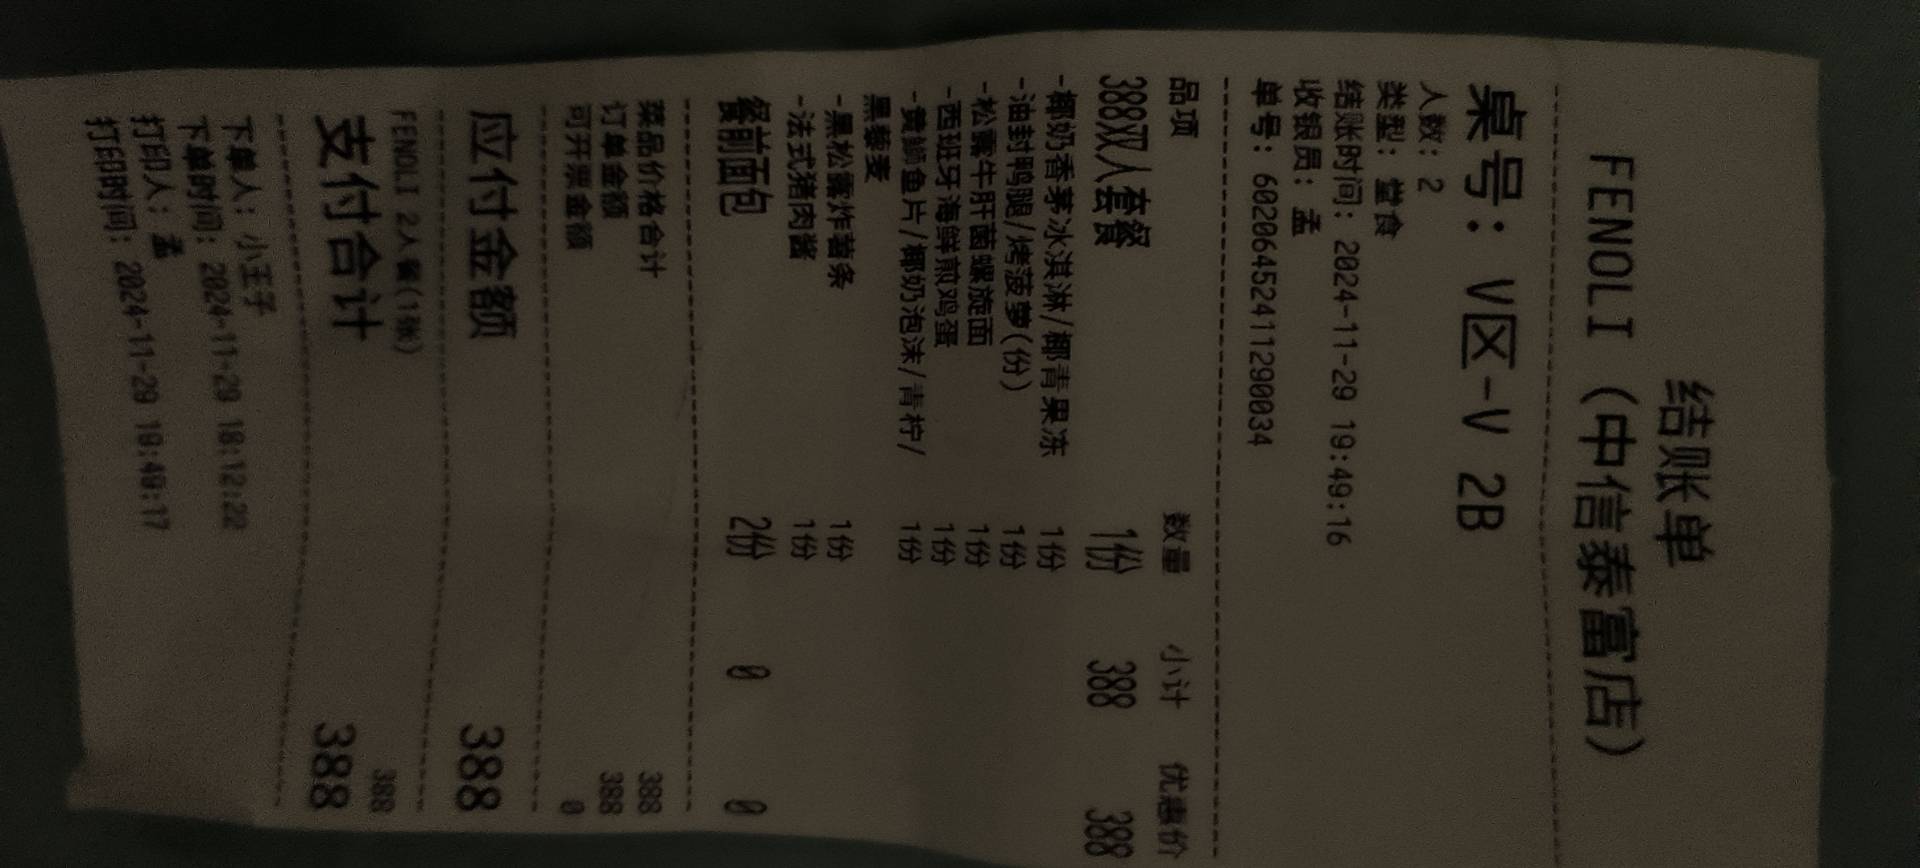 结账单
FENOLI (中信泰富店)
桌号: V区-V 2B
人数: 2
类型: 堂食
结账时间: 2024-11-29 19:49:16
收银员: 孟
单号: 602064524112900​34
品项 数量 小计 优惠价
388双人套餐 1份 388 388
-椰奶香茅冰淇淋/椰青果冻 1份
-油封鸭腿/烤菠萝(份) 1份
-松露牛肝菌螺旋面 1份
-西班牙海鲜煎鸡蛋 1份
-黄鰤鱼片/椰奶泡沫/青柠/ 1份
黑藜麦
-黑松露炸薯条 1份
-法式猪肉酱 1份
餐前面包 2份 0 0
菜品价格合计 388
订单金额 388
可开票金额 0
应付金额 388
FENOLI 2人餐(1张) 388
支付合计 388
下单人: 小王子
下单时间: 2024-11-29 18:12:22
打印人: 孟
打印时间: 2024-11-29 19:49:17